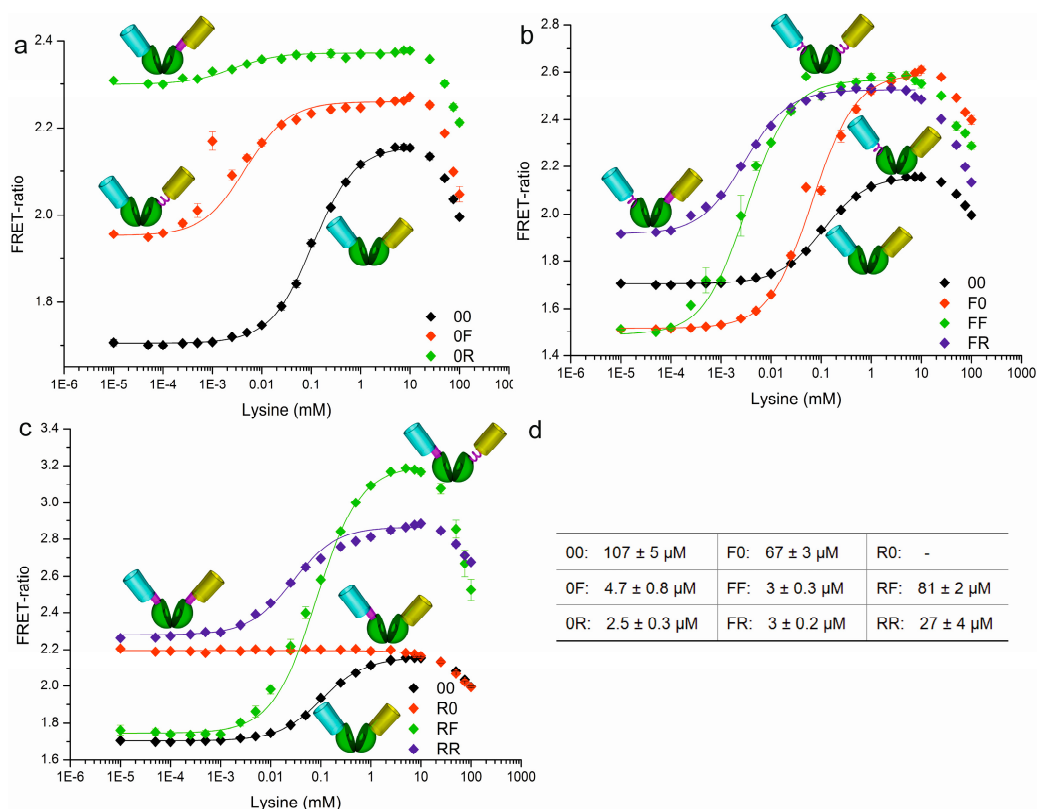 a
2.4
2.2
2.0
1.8
FRET-ratio
00
0F
0R
1E-6 1E-5 1E-4 1E-3 0.01 0.1 1 10 100 1000
Lysine (mM)
b
2.8
2.6
2.4
2.2
2.0
1.8
1.6
1.4
FRET-ratio
00
F0
FF
FR
1E-6 1E-5 1E-4 1E-3 0.01 0.1 1 10 100 1000
Lysine (mM)
c
3.4
3.2
3.0
2.8
2.6
2.4
2.2
2.0
1.8
1.6
FRET-ratio
00
R0
RF
RR
1E-6 1E-5 1E-4 1E-3 0.01 0.1 1 10 100 1000
Lysine (mM)
d
00: 107 ± 5 µM F0: 67 ± 3 µM R0: -
0F: 4.7 ± 0.8 µM FF: 3 ± 0.3 µM RF: 81 ± 2 µM
0R: 2.5 ± 0.3 µM FR: 3 ± 0.2 µM RR: 27 ± 4 µM